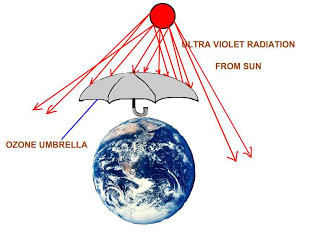 ULTRA VIOLET RADIATION
FROM SUN
OZONE UMBRELLA